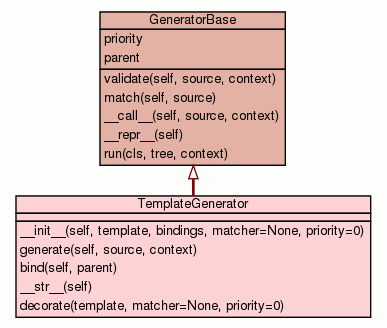 GeneratorBase
priority
parent
validate(self, source, context)
match(self, source)
__call__(self, source, context)
__repr__(self)
run(cls, tree, context)
TemplateGenerator
__init__(self, template, bindings, matcher=None, priority=0)
generate(self, source, context)
bind(self, parent)
__str__(self)
decorate(template, matcher=None, priority=0)